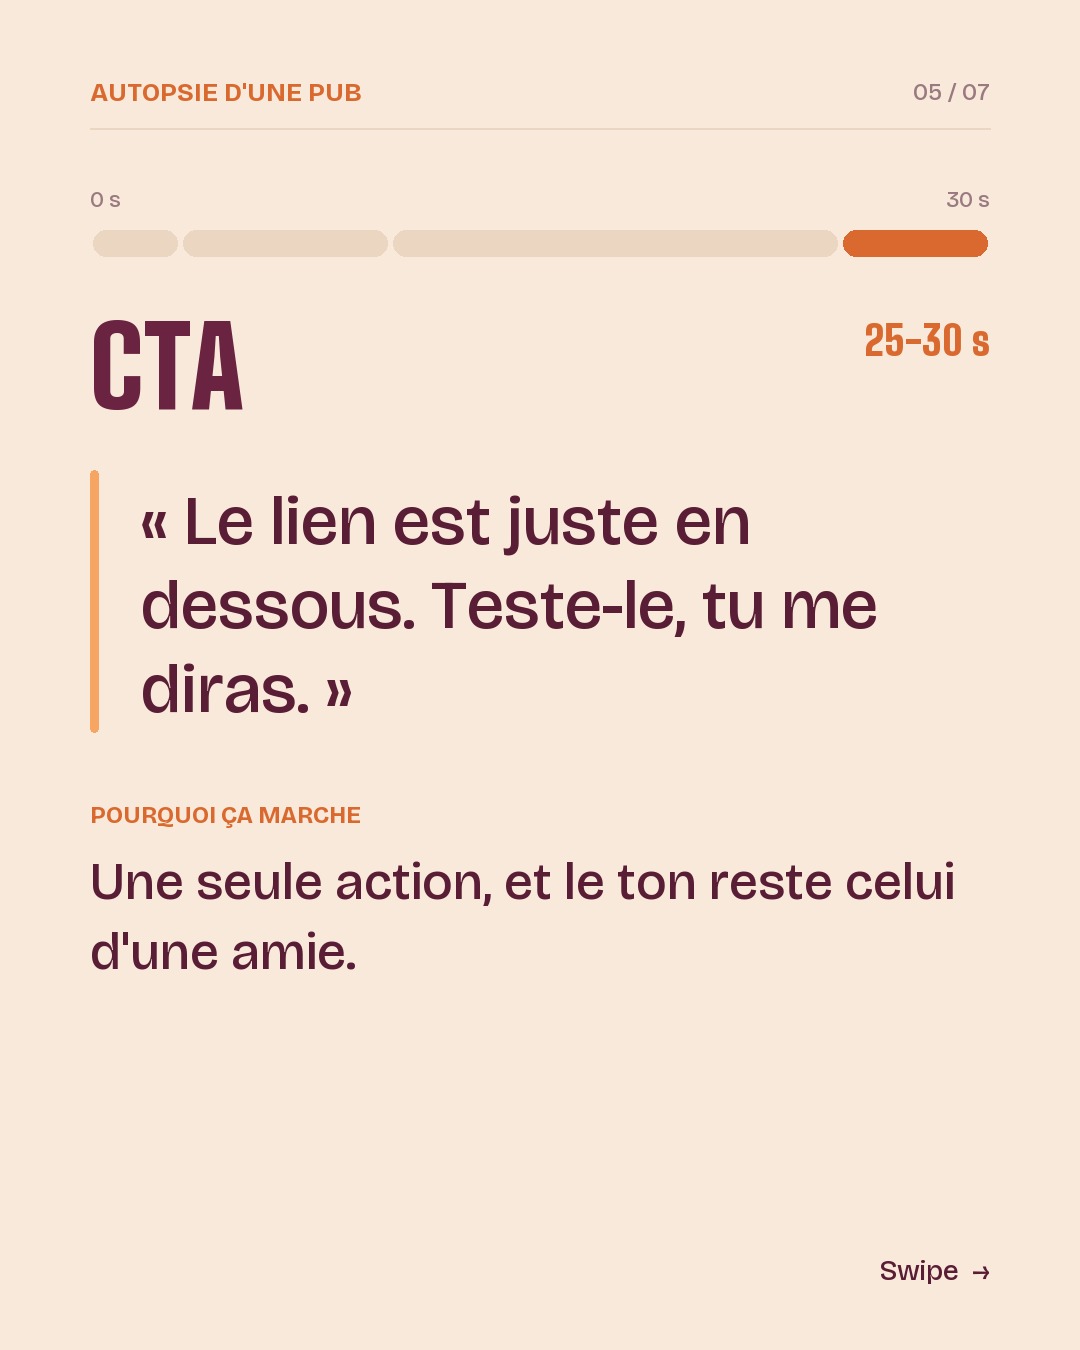 AUTOPSIE D'UNE PUB
05 / 07
0 s
30 s
CTA
25–30 s
« Le lien est juste en
dessous. Teste-le, tu me
diras. »
POURQUOI ÇA MARCHE
Une seule action, et le ton reste celui
d'une amie.
Swipe →